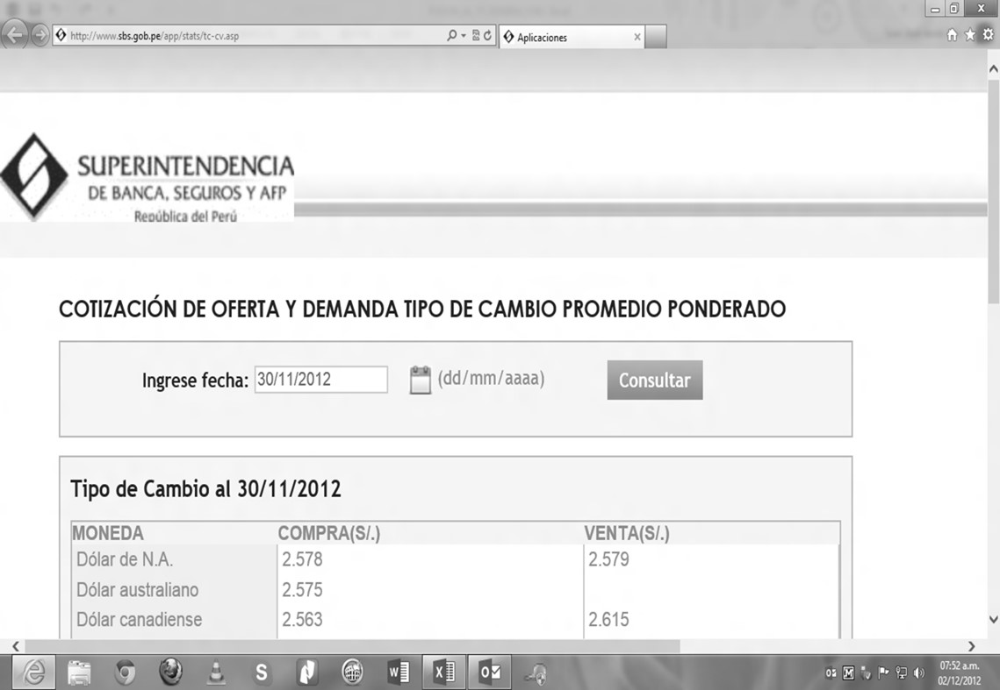 http://www.sbs.gob.pe/app/stats/tc-cv.asp
Aplicaciones
SUPERINTENDENCIA
DE BANCA, SEGUROS Y AFP
República del Perú
COTIZACIÓN DE OFERTA Y DEMANDA TIPO DE CAMBIO PROMEDIO PONDERADO
Ingrese fecha: 30/11/2012 (dd/mm/aaaa) Consultar
Tipo de Cambio al 30/11/2012
MONEDA COMPRA(S/.) VENTA(S/.)
Dólar de N.A. 2.578 2.579
Dólar australiano 2.575
Dólar canadiense 2.563 2.615
07:52 a.m.
02/12/2012